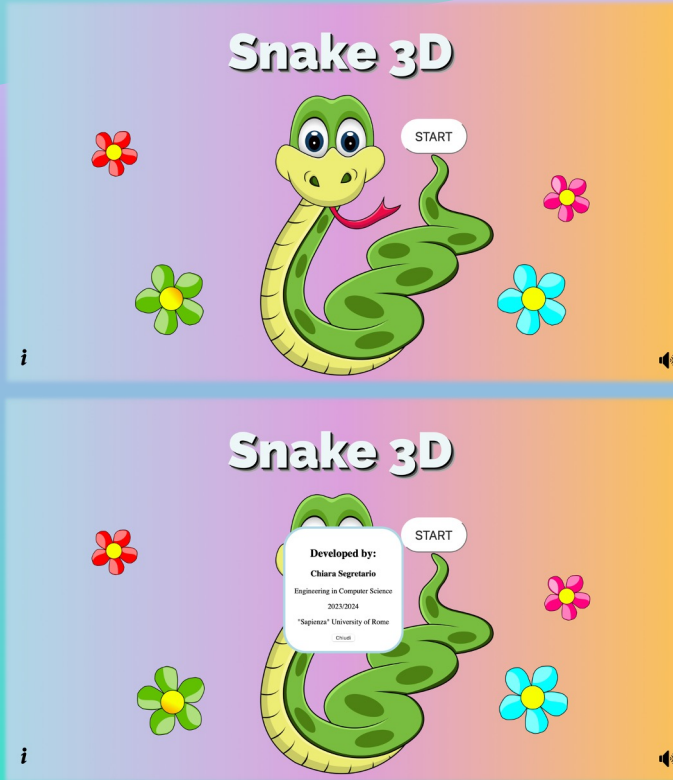 Snake 3D
START
i
Snake 3D
START
Developed by:
Chiara Segretario
Engineering in Computer Science
2023/2024
"Sapienza" University of Rome
Chiudi
i